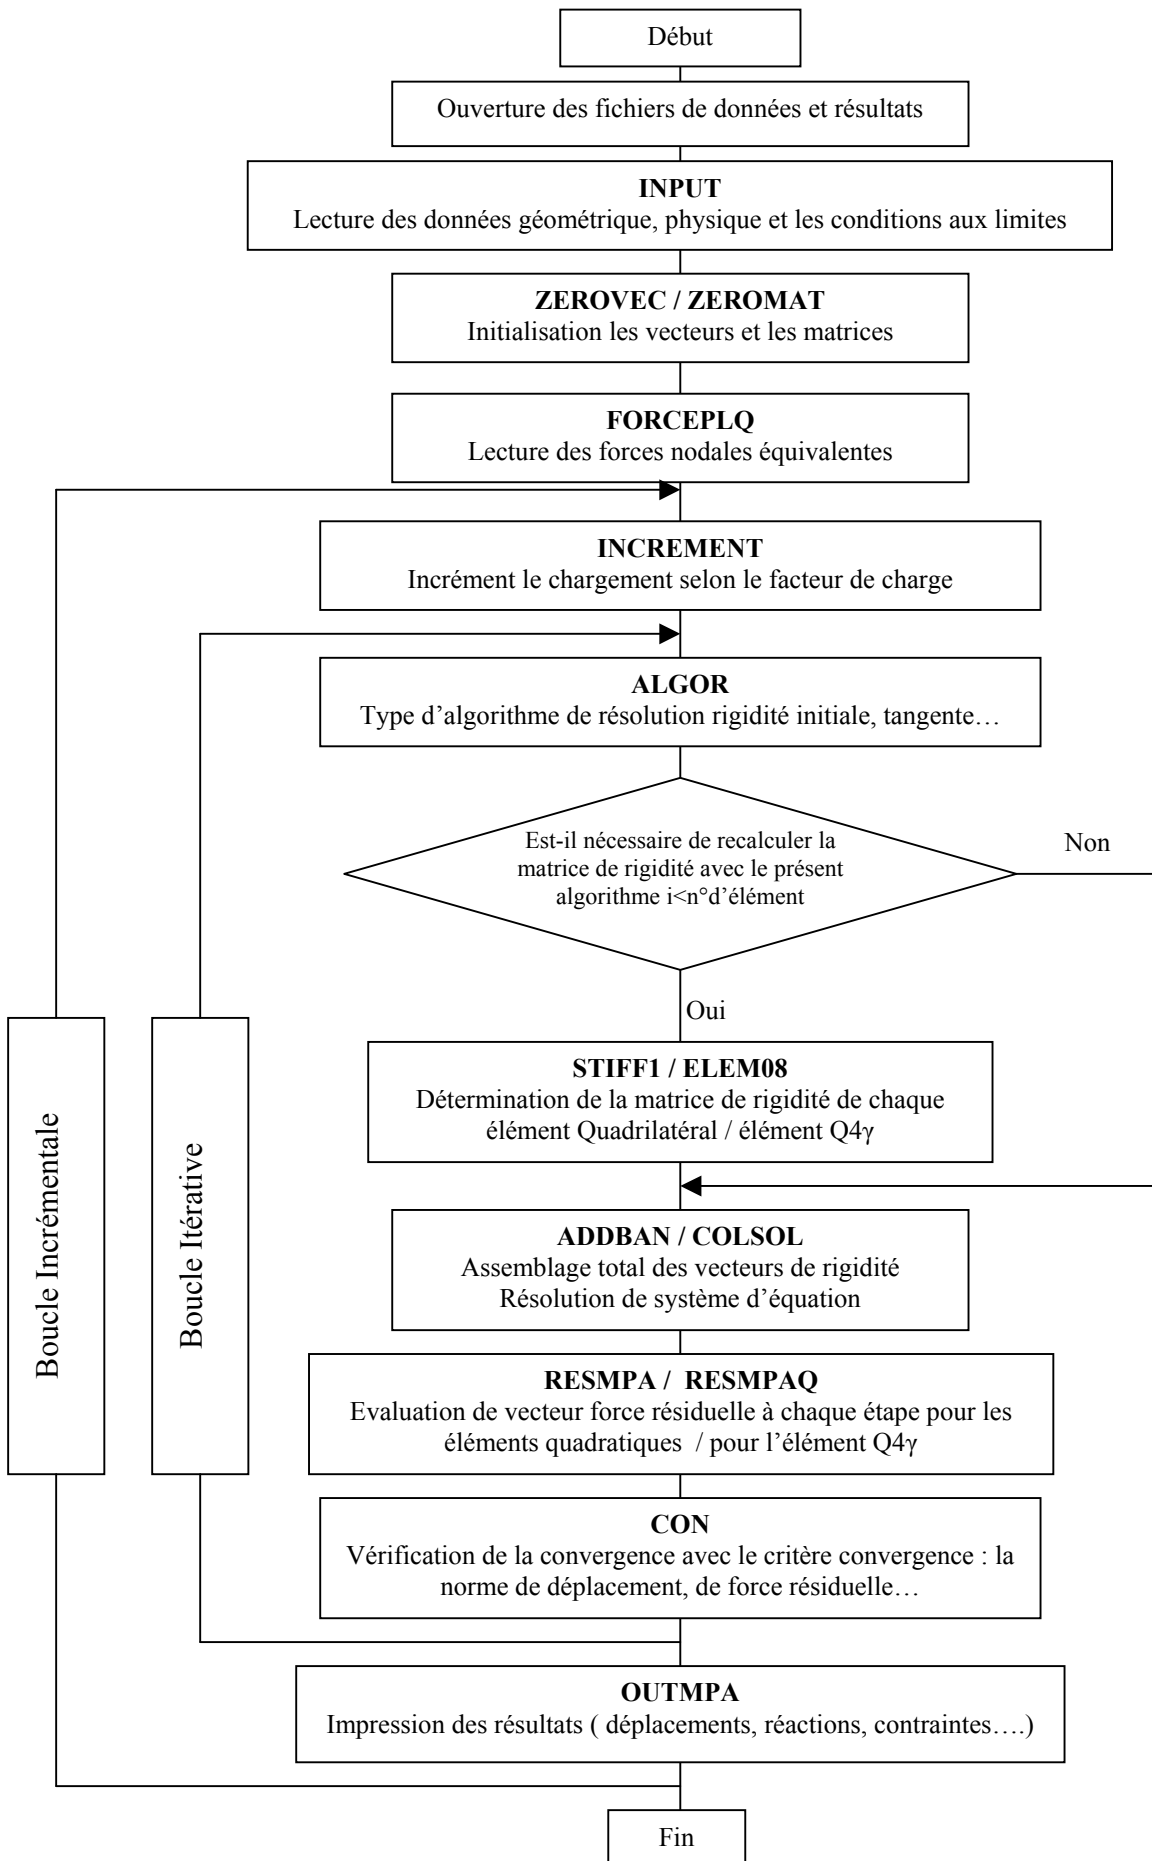 Début
Ouverture des fichiers de données et résultats
INPUT
Lecture des données géométrique, physique et les conditions aux limites
ZEROVEC / ZEROMAT
Initialisation les vecteurs et les matrices
FORCEPLQ
Lecture des forces nodales équivalentes
INCREMENT
Incrément le chargement selon le facteur de charge
ALGOR
Type d’algorithme de résolution rigidité initiale, tangente…
Est-il nécessaire de recalculer la
matrice de rigidité avec le présent
algorithme i<n°d’élément
Non
Oui
STIFF1 / ELEM08
Détermination de la matrice de rigidité de chaque
élément Quadrilatéral / élément Q4γ
Boucle Incrémentale
Boucle Itérative
ADDBAN / COLSOL
Assemblage total des vecteurs de rigidité
Résolution de système d’équation
RESMPA /  RESMPAQ
Evaluation de vecteur force résiduelle à chaque étape pour les
éléments quadratiques  / pour l’élément Q4γ
CON
Vérification de la convergence avec le critère convergence : la
norme de déplacement, de force résiduelle…
OUTMPA
Impression des résultats ( déplacements, réactions, contraintes….)
Fin